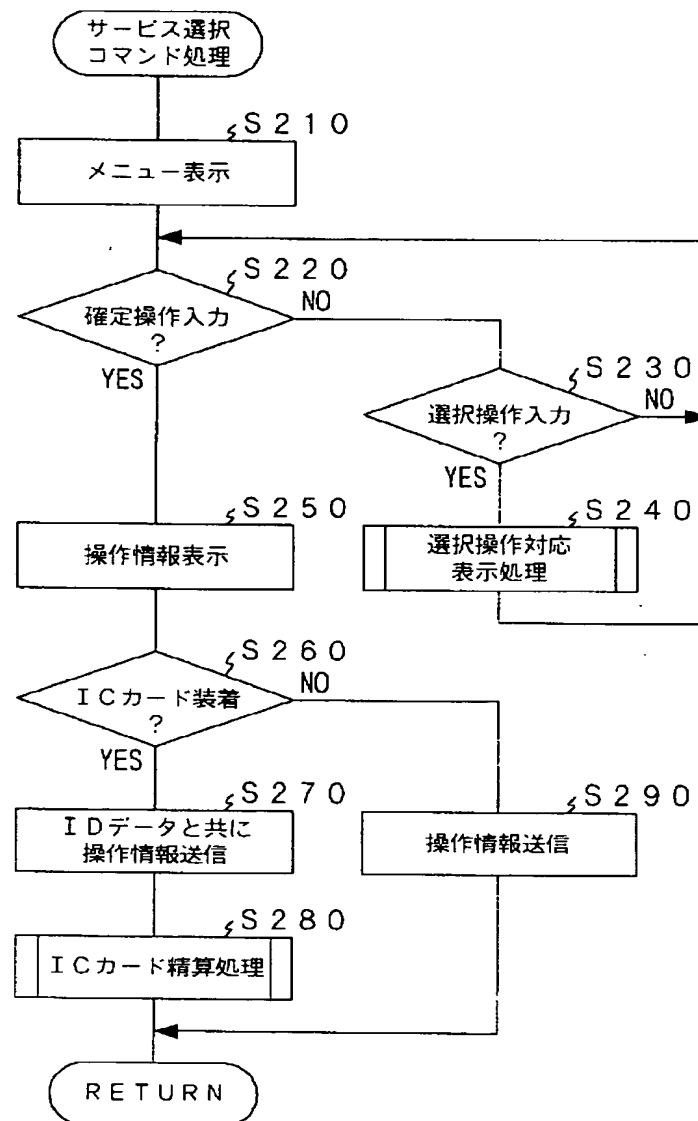 サービス選択
コマンド処理
S210
メニュー表示
S220
確定操作入力
?
NO
YES
S230
選択操作入力
?
NO
YES
S240
選択操作対応
表示処理
S250
操作情報表示
S260
ICカード装着
?
NO
YES
S270
IDデータと共に
操作情報送信
S290
操作情報送信
S280
ICカード精算処理
RETURN